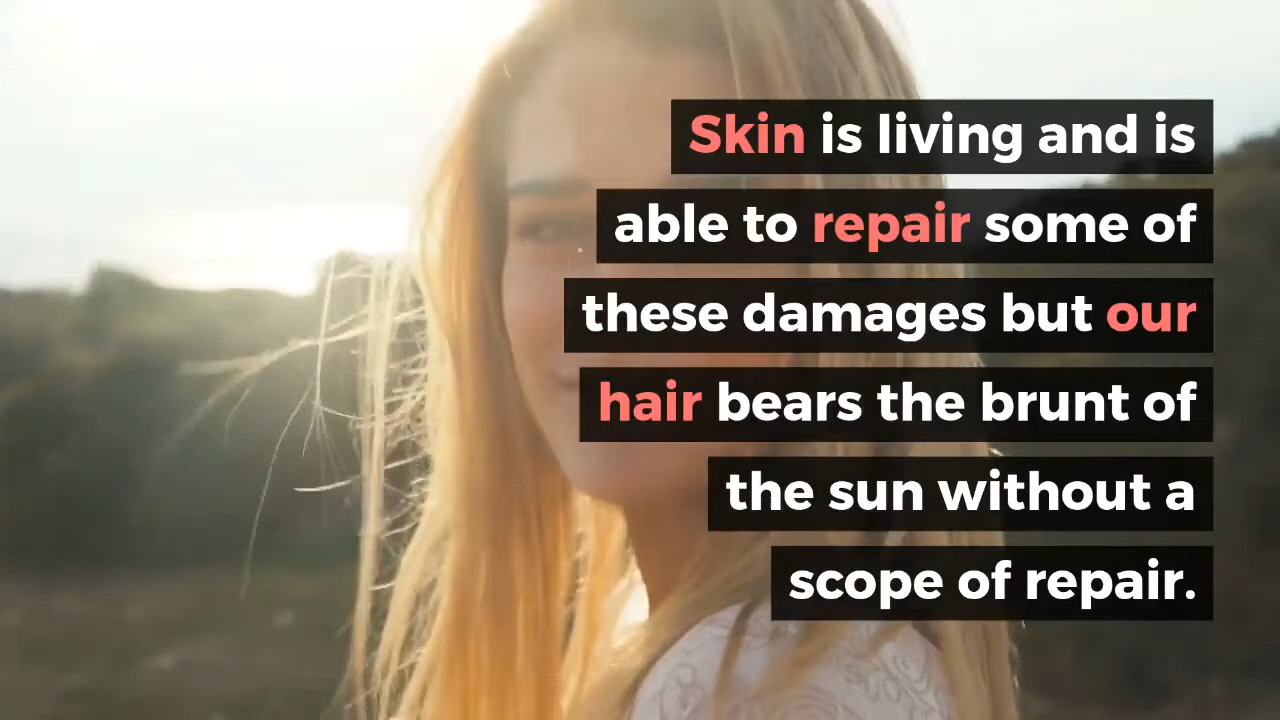 Skin is living and is
able to repair some of
these damages but our
hair bears the brunt of
the sun without a
scope of repair.